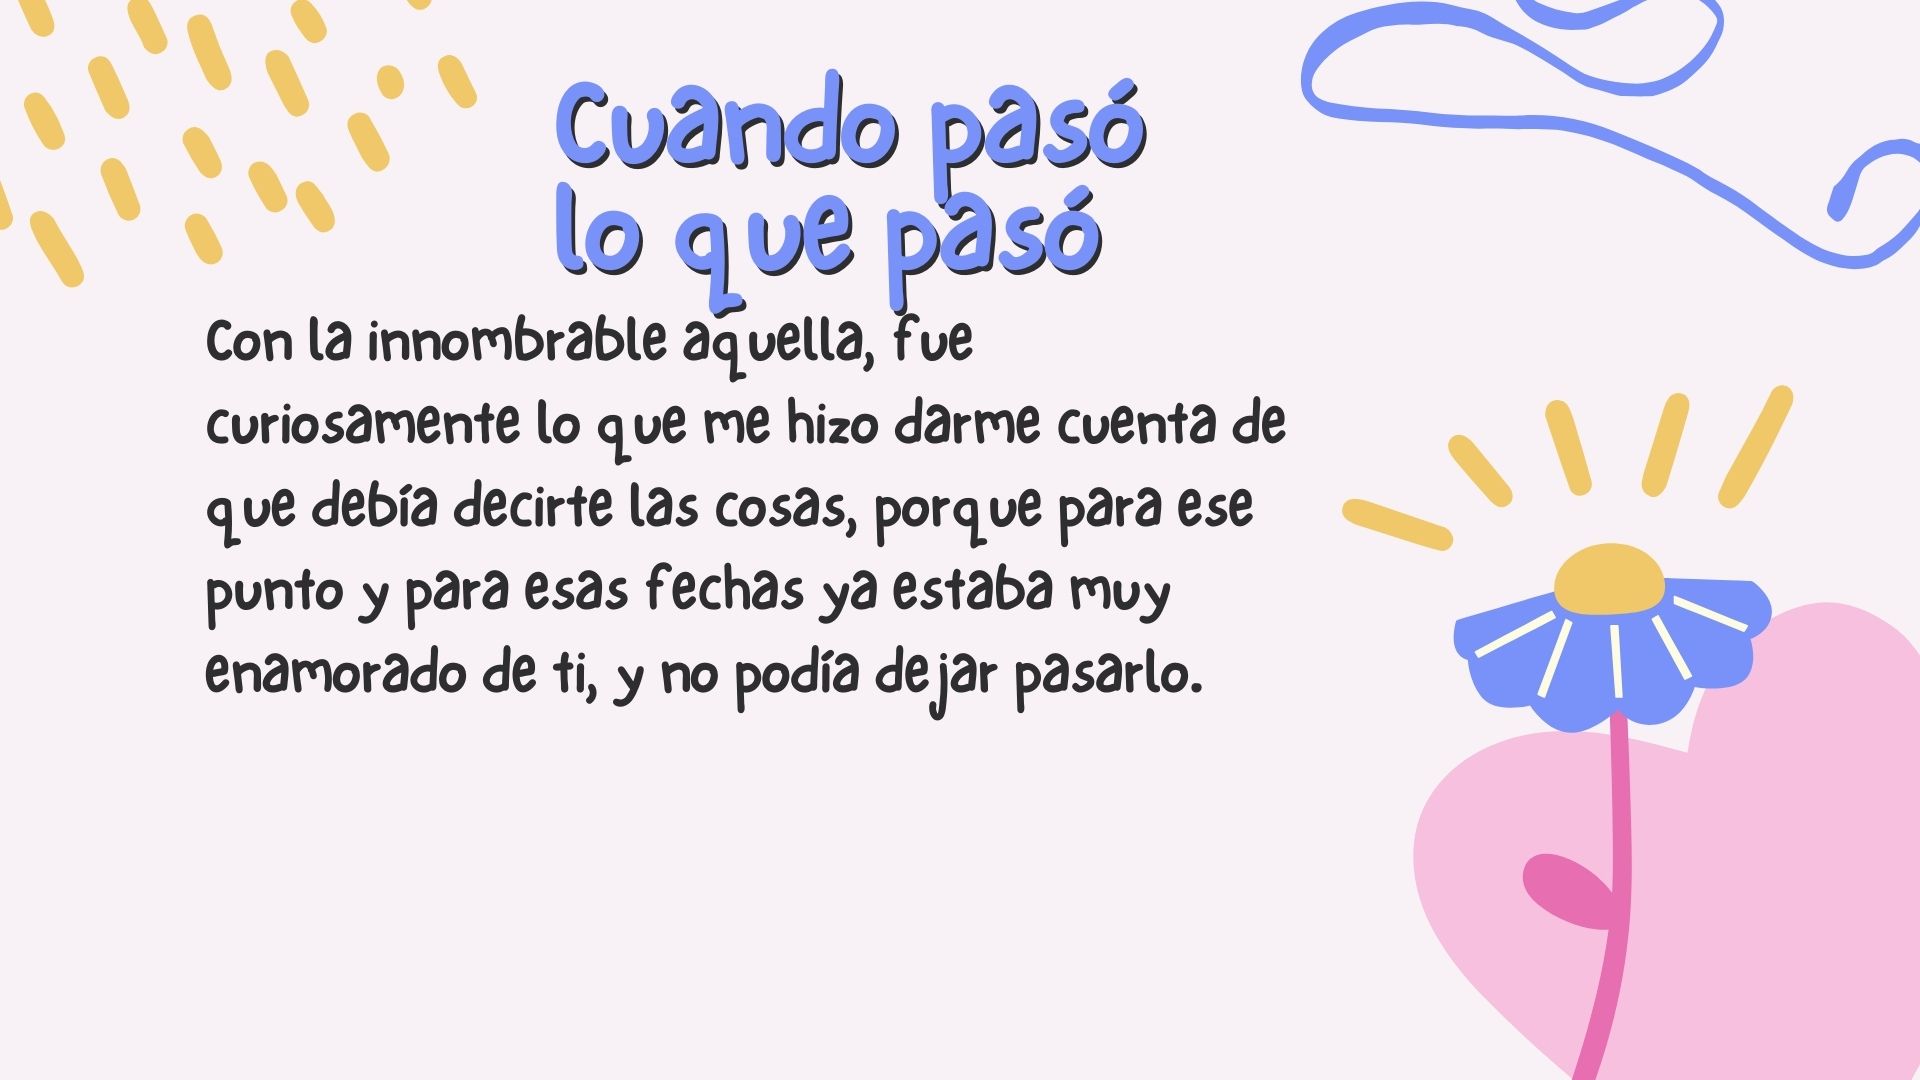 Cuando pasó
lo que pasó
Con la innombrable aquella, fue
curiosamente lo que me hizo darme cuenta de
que debía decirte las cosas, porque para ese
punto y para esas fechas ya estaba muy
enamorado de ti, y no podía dejar pasarlo.